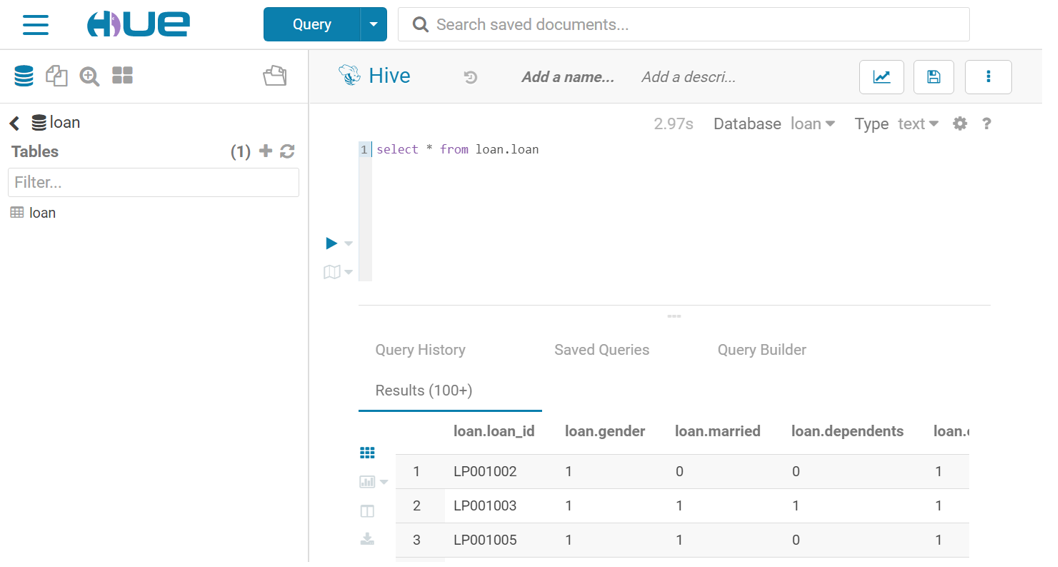 HUE
Query
Search saved documents...
Hive
Add a name...
Add a descri...
loan
Tables
(1)
Filter...
loan
2.97s
Database loan
Type text
?
1
select * from loan.loan
Query History
Saved Queries
Query Builder
Results (100+)
loan.loan_id loan.gender loan.married loan.dependents loan.
1 LP001002 1 0 0 1
2 LP001003 1 1 1 1
3 LP001005 1 1 0 1